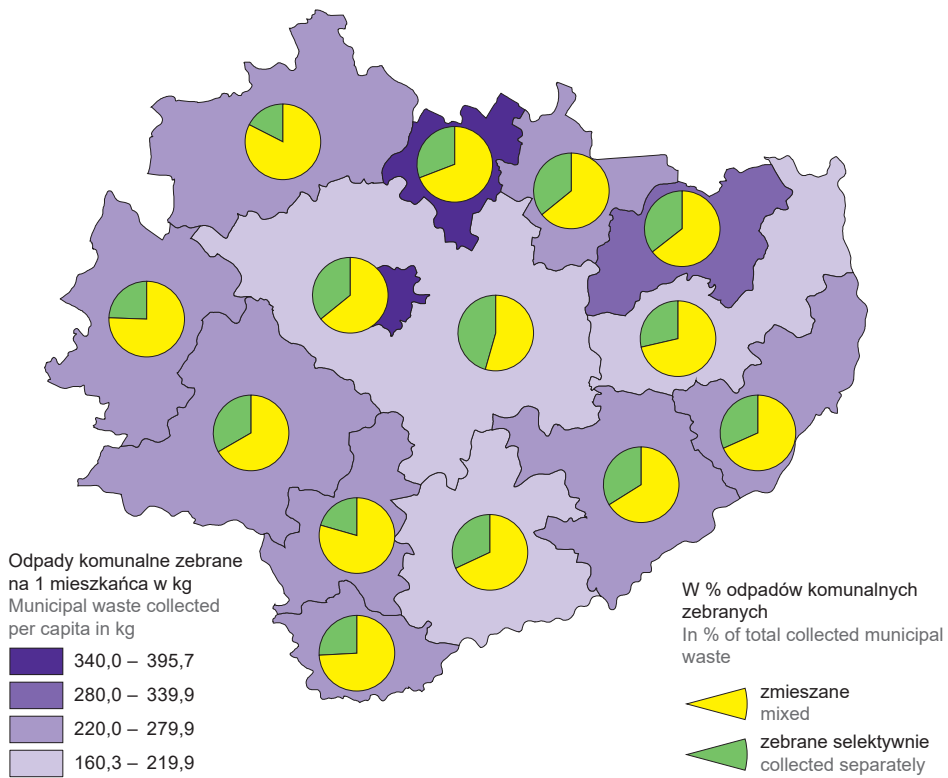 Odpady komunalne zebrane
na 1 mieszkańca w kg
Municipal waste collected
per capita in kg
340,0 – 395,7
280,0 – 339,9
220,0 – 279,9
160,3 – 219,9
W % odpadów komunalnych
zebranych
In % of total collected municipal
waste
zmieszane
mixed
zebrane selektywnie
collected separately